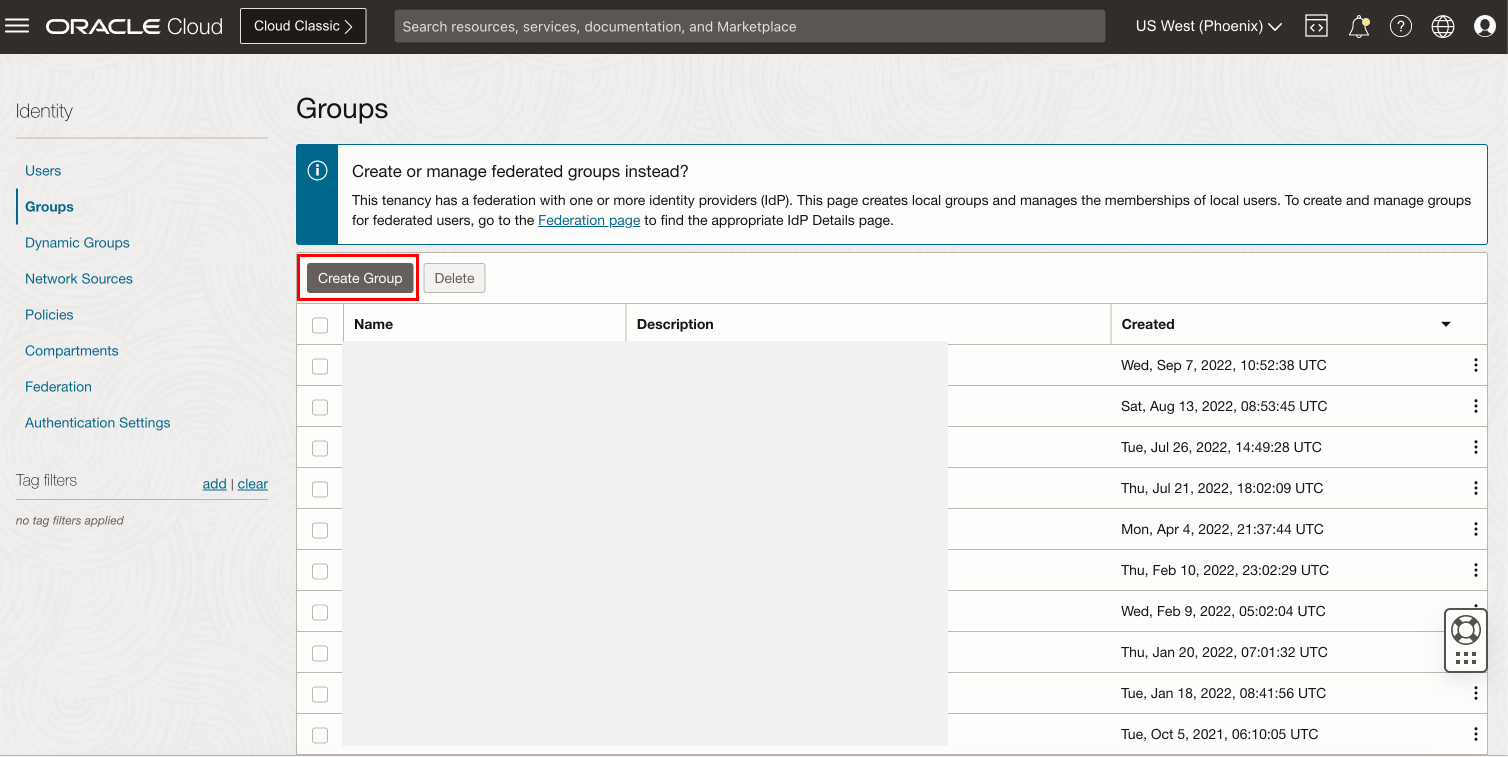 ORACLE Cloud
Cloud Classic
Search resources, services, documentation, and Marketplace
US West (Phoenix)
Identity
Users
Groups
Dynamic Groups
Network Sources
Policies
Compartments
Federation
Authentication Settings
Tag filters
add | clear
no tag filters applied
Groups
Create or manage federated groups instead?
This tenancy has a federation with one or more identity providers (IdP). This page creates local groups and manages the memberships of local users. To create and manage groups
for federated users, go to the Federation page to find the appropriate IdP Details page.
Create Group
Delete
Name Description Created
Wed, Sep 7, 2022, 10:52:38 UTC
Sat, Aug 13, 2022, 08:53:45 UTC
Tue, Jul 26, 2022, 14:49:28 UTC
Thu, Jul 21, 2022, 18:02:09 UTC
Mon, Apr 4, 2022, 21:37:44 UTC
Thu, Feb 10, 2022, 23:02:29 UTC
Wed, Feb 9, 2022, 05:02:04 UTC
Thu, Jan 20, 2022, 07:01:32 UTC
Tue, Jan 18, 2022, 08:41:56 UTC
Tue, Oct 5, 2021, 06:10:05 UTC